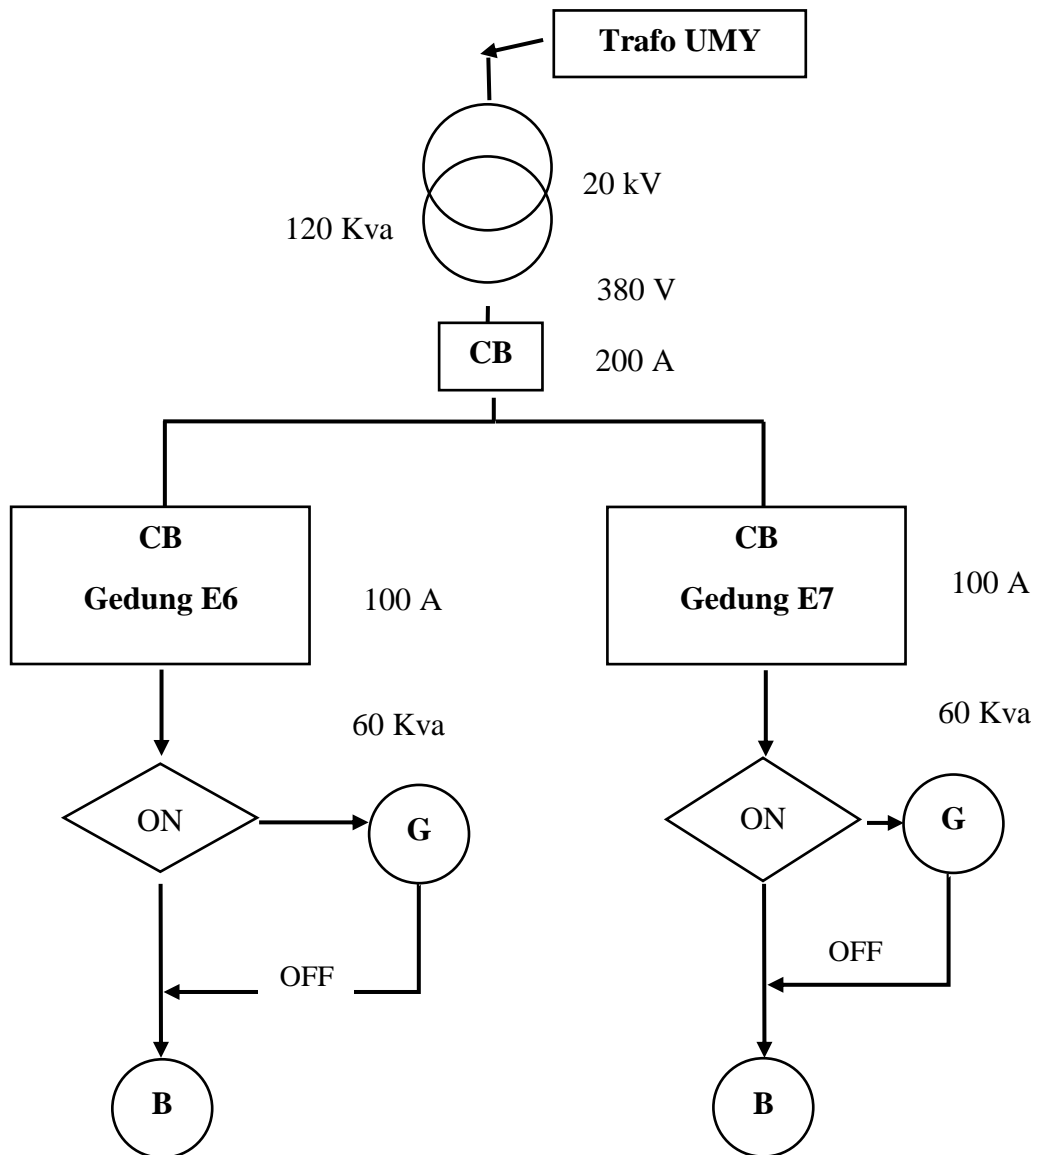 Trafo UMY
20 kV
120 Kva
380 V
CB
200 A
CB
Gedung E6
100 A
CB
Gedung E7
100 A
60 Kva
60 Kva
ON
G
ON
G
OFF
OFF
B
B